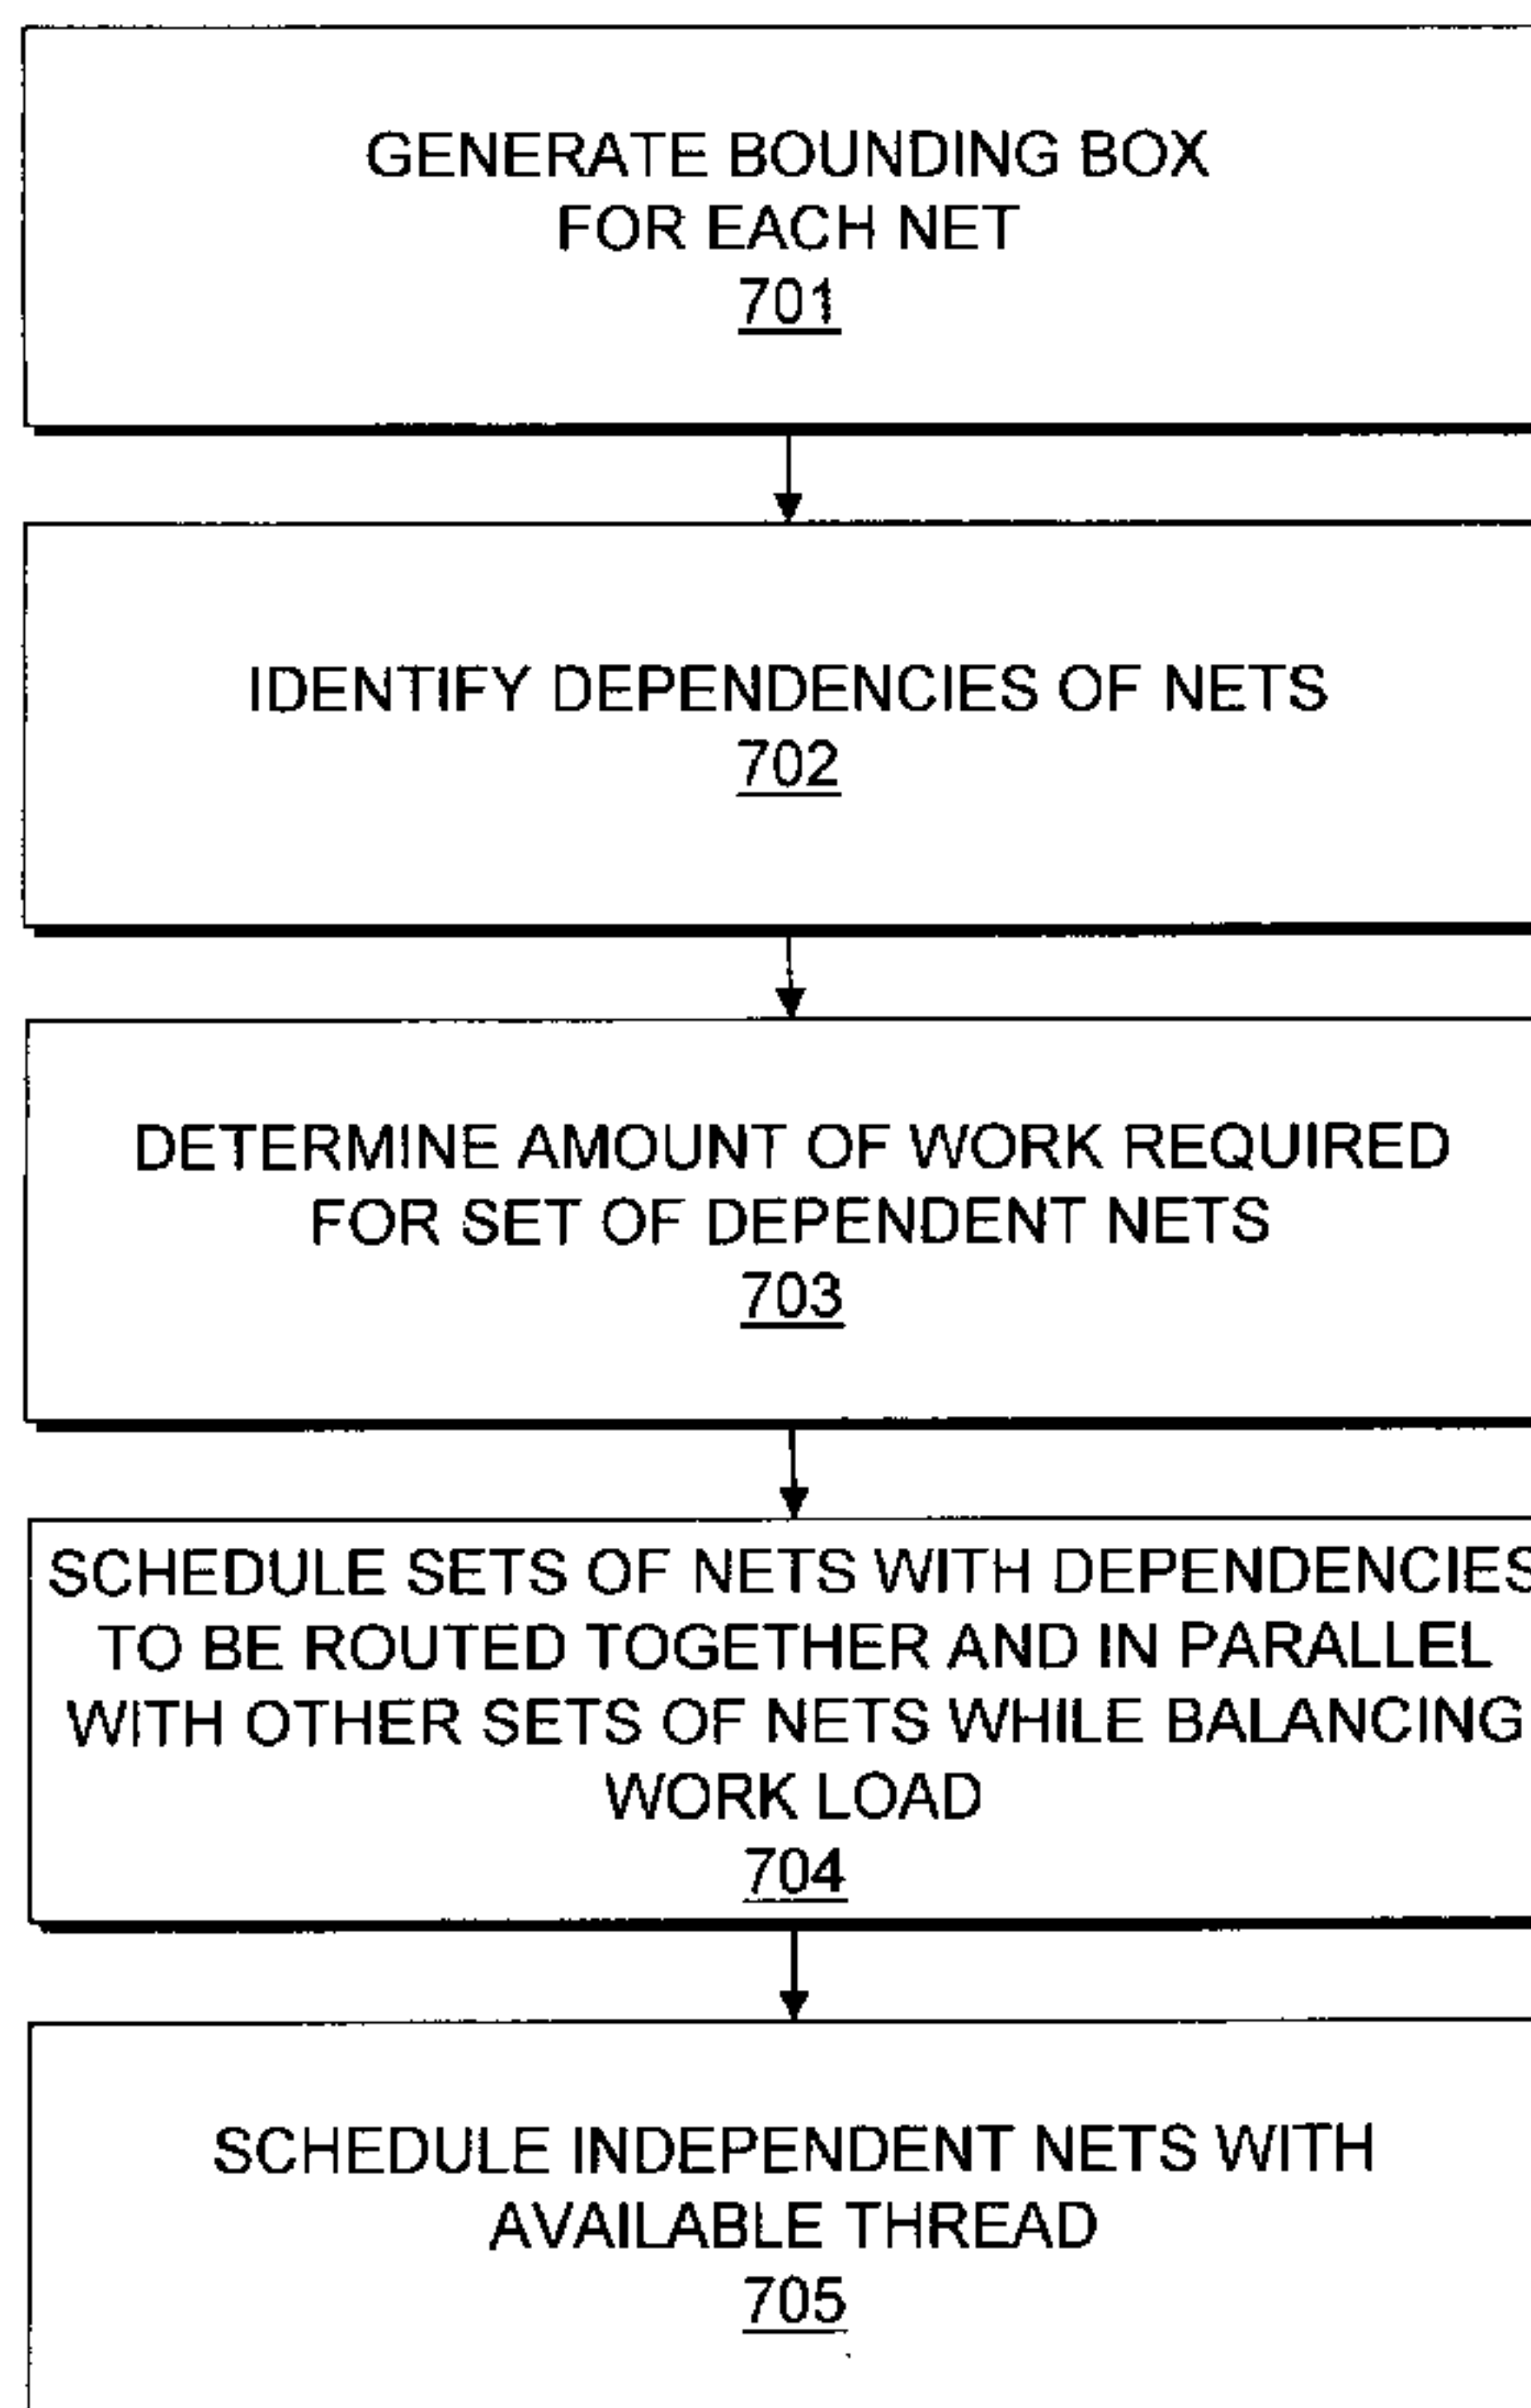 GENERATE BOUNDING BOX
FOR EACH NET
701
IDENTIFY DEPENDENCIES OF NETS
702
DETERMINE AMOUNT OF WORK REQUIRED
FOR SET OF DEPENDENT NETS
703
SCHEDULE SETS OF NETS WITH DEPENDENCIES
TO BE ROUTED TOGETHER AND IN PARALLEL
WITH OTHER SETS OF NETS WHILE BALANCING
WORK LOAD
704
SCHEDULE INDEPENDENT NETS WITH
AVAILABLE THREAD
705